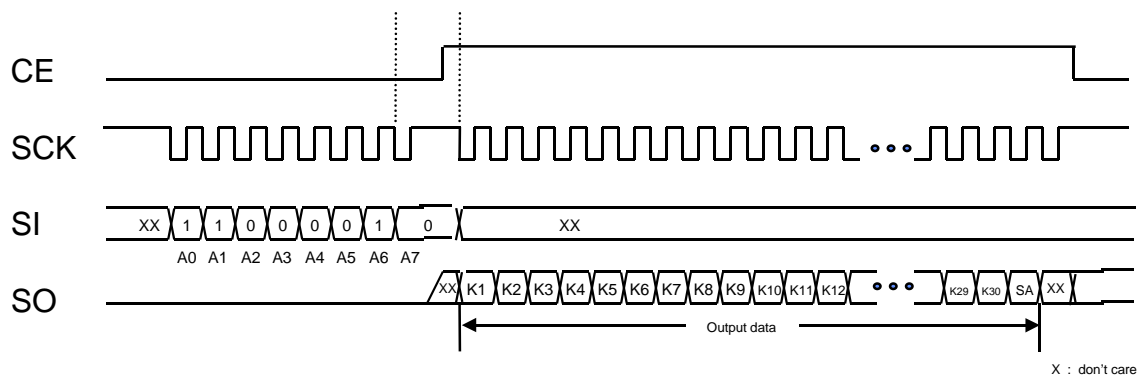 CE
SCK
SI XX 1 1 0 0 0 0 1 0 XX
A0 A1 A2 A3 A4 A5 A6 A7
SO XX K1 K2 K3 K4 K5 K6 K7 K8 K9 K10 K11 K12 K29 K30 SA XX
Output data
X : don't care